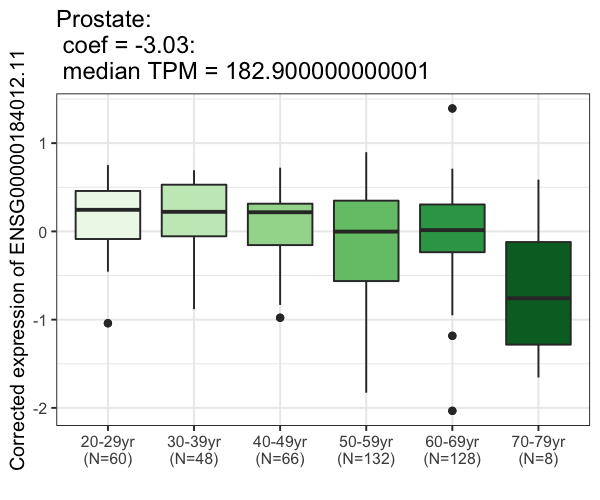 Prostate:
coef = -3.03:
median TPM = 182.900000000001
Corrected expression of ENSG00000184012.11
1
0
-1
-2
20-29yr 30-39yr 40-49yr 50-59yr 60-69yr 70-79yr
(N=60) (N=48) (N=66) (N=132) (N=128) (N=8)